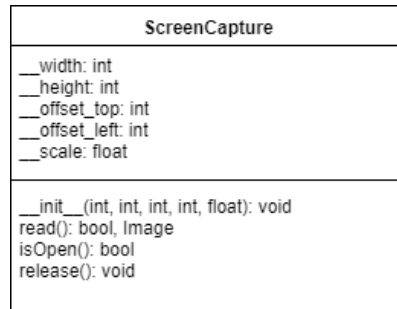 ScreenCapture
__width: int
__height: int
__offset_top: int
__offset_left: int
__scale: float
__init__(int, int, int, int, float): void
read(): bool, Image
isOpen(): bool
release(): void